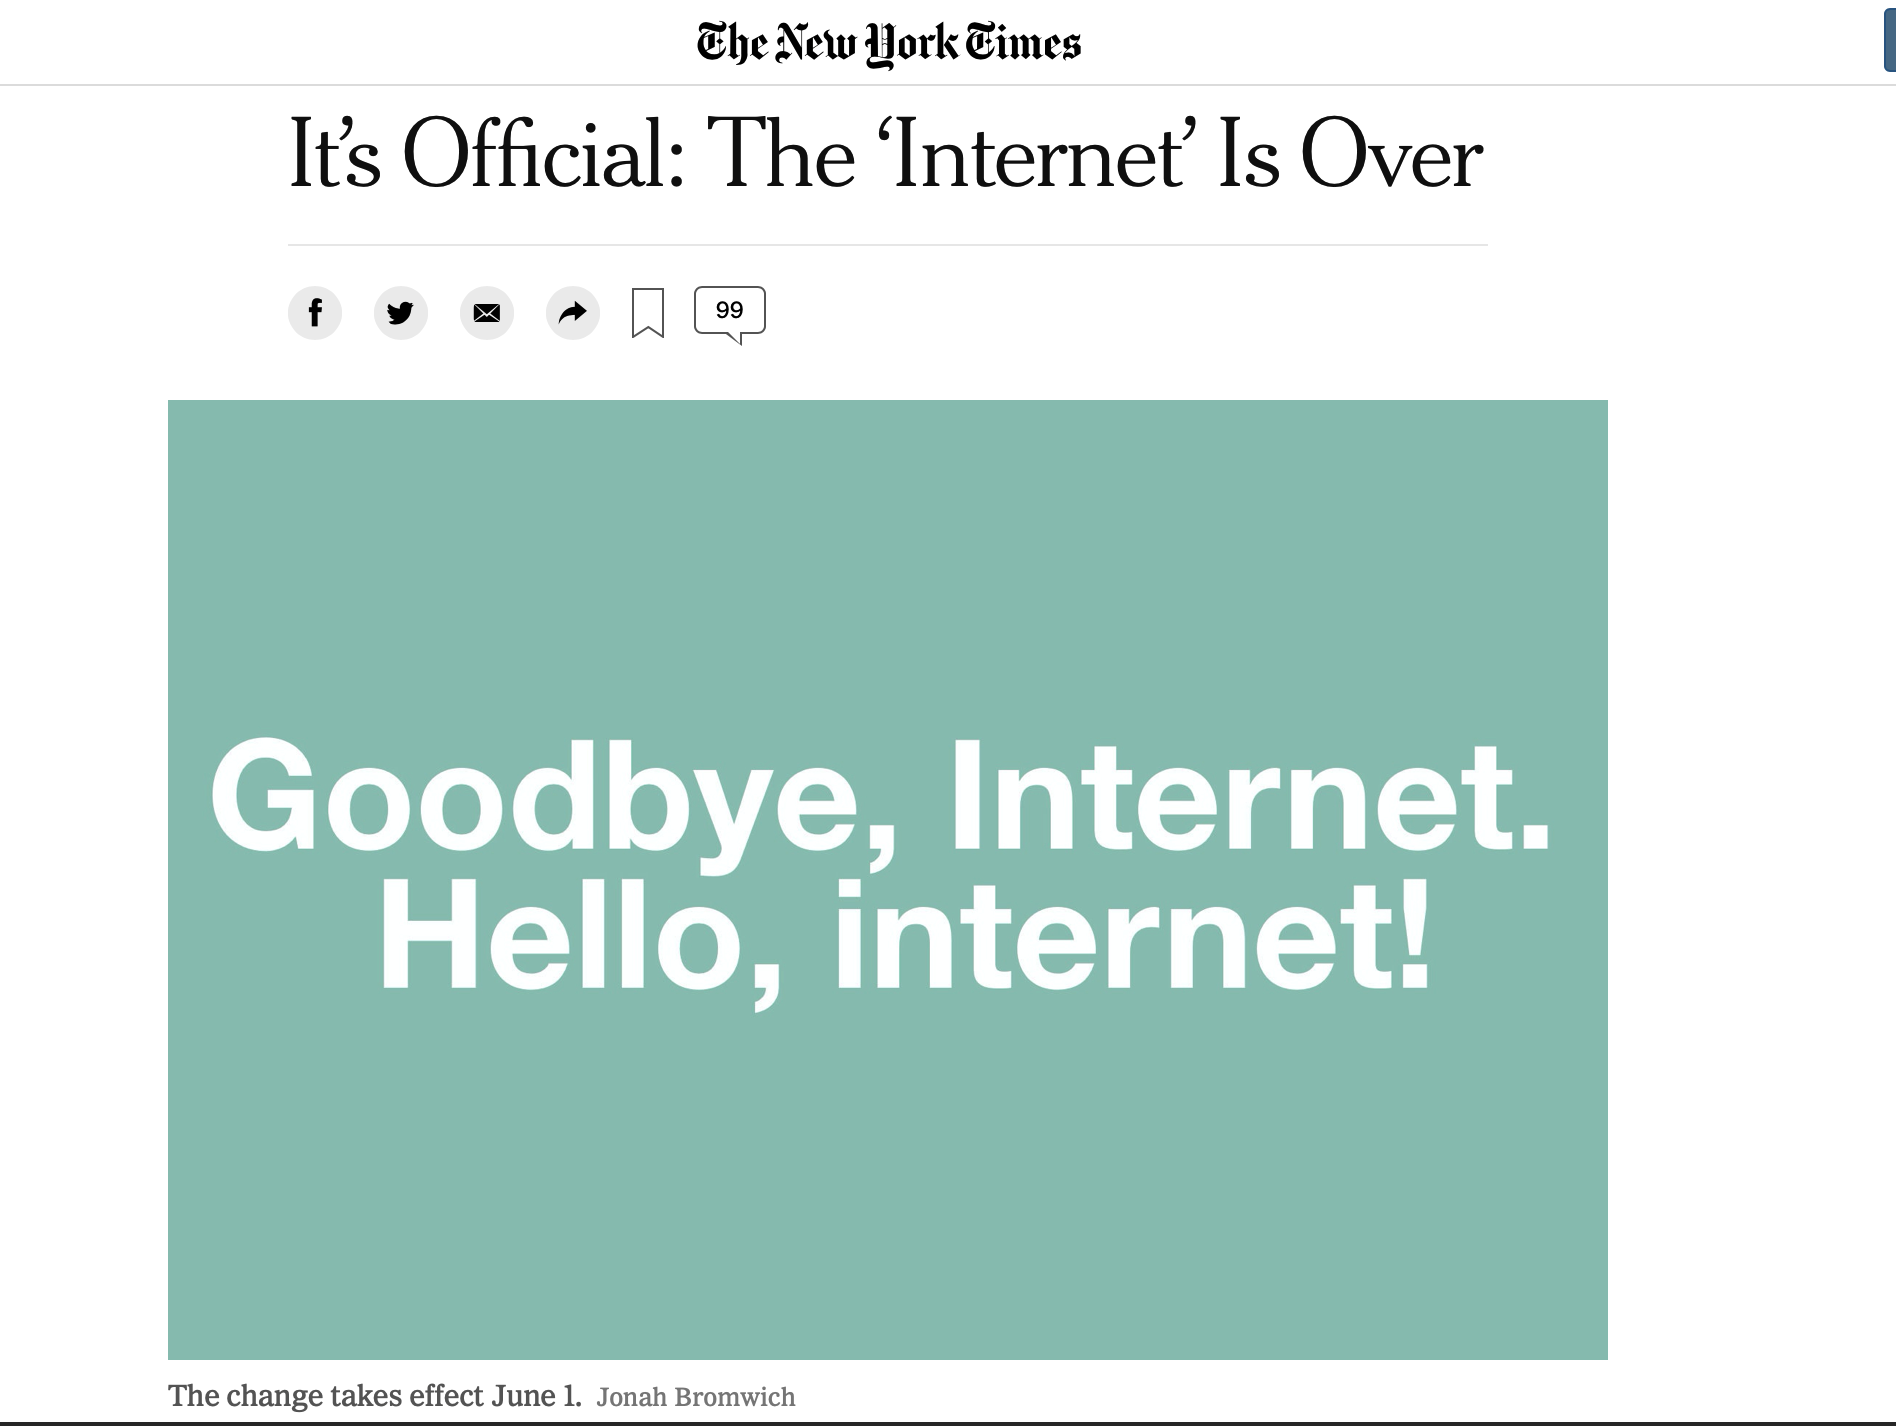 The New York Times
It’s Official: The ‘Internet’ Is Over
99
Goodbye, Internet.
Hello, internet!
The change takes effect June 1. Jonah Bromwich